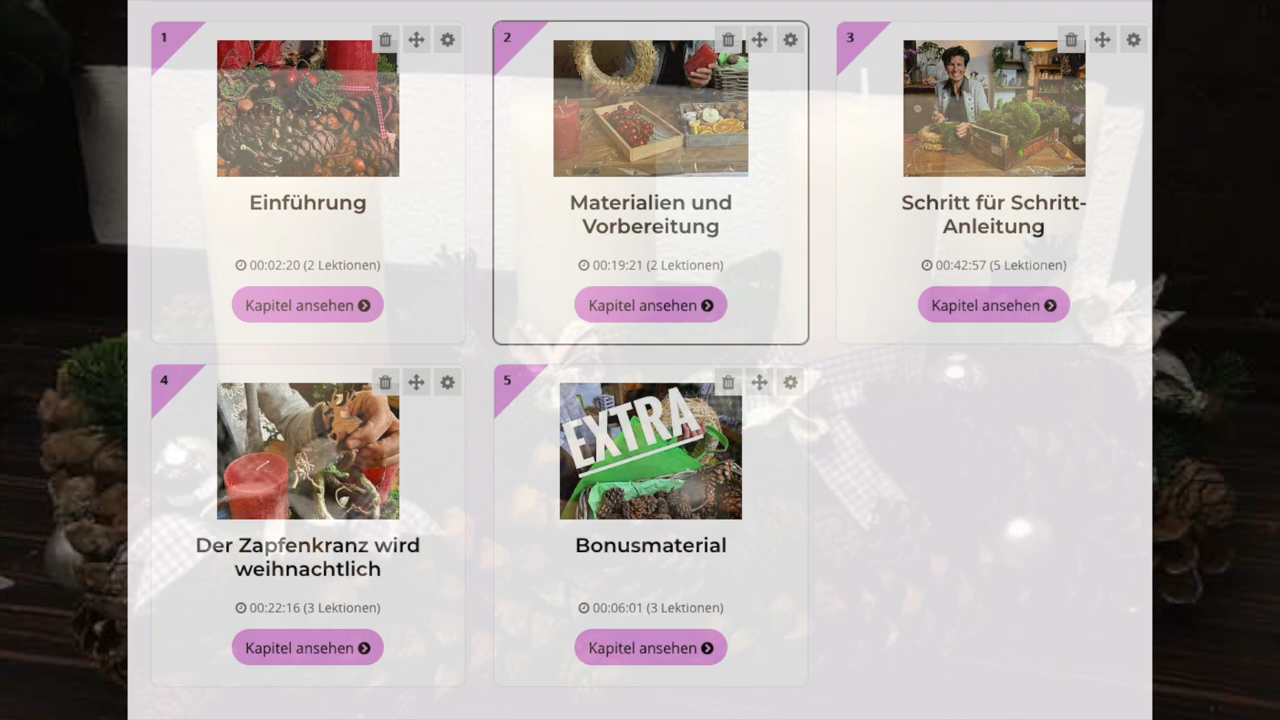 1
Einführung
00:02:20 (2 Lektionen)
Kapitel ansehen
2
Materialien und
Vorbereitung
00:19:21 (2 Lektionen)
Kapitel ansehen
3
Schritt für Schritt-
Anleitung
00:42:57 (5 Lektionen)
Kapitel ansehen
4
Der Zapfenkranz wird
weihnachtlich
00:22:16 (3 Lektionen)
Kapitel ansehen
5
EXTRA
Bonusmaterial
00:06:01 (3 Lektionen)
Kapitel ansehen